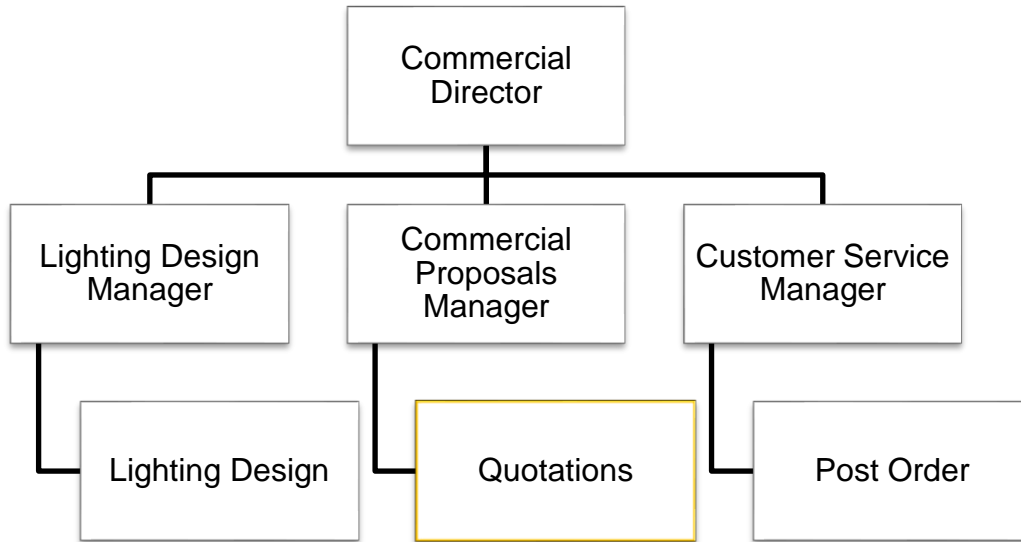 Commercial
Director
Lighting Design
Manager
Commercial
Proposals
Manager
Customer Service
Manager
Lighting Design
Quotations
Post Order